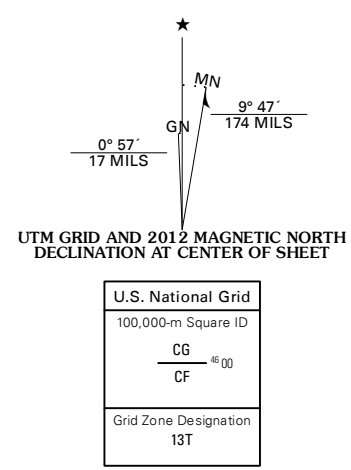 ★
MN
9° 47´
174 MILS
GN
0° 57´
17 MILS
UTM GRID AND 2012 MAGNETIC NORTH
DECLINATION AT CENTER OF SHEET
U.S. National Grid
100,000-m Square ID
CG
46 00
CF
Grid Zone Designation
13T